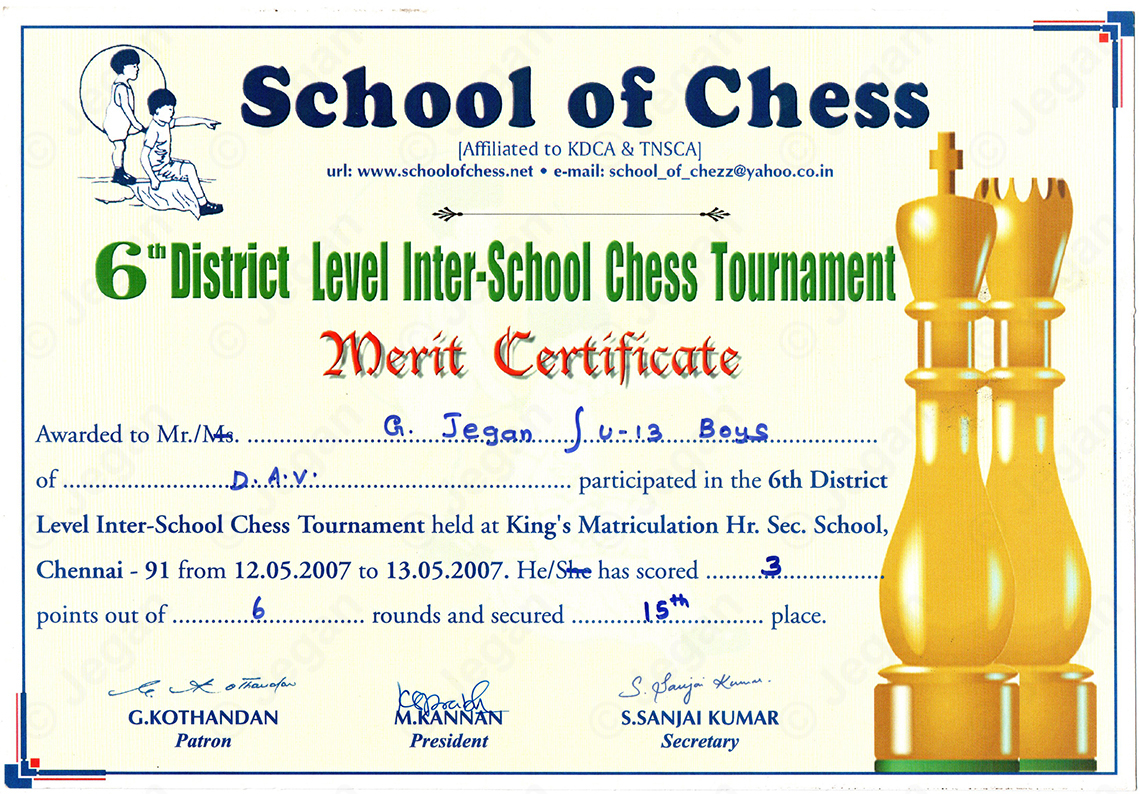 School of Chess
[Affiliated to KDCA & TNSCA]
url: www.schoolofchess.net • e-mail: school_of_chezz@yahoo.co.in
6th District Level Inter-School Chess Tournament
Merit Certificate
Awarded to Mr./Ms. G. Jegan / U-13 Boys
of D.A.V. participated in the 6th District
Level Inter-School Chess Tournament held at King's Matriculation Hr. Sec. School,
Chennai - 91 from 12.05.2007 to 13.05.2007. He/She has scored 3
points out of 6 rounds and secured 15th place.
G. Kothandan
S. Sanjai Kumar.
G.KOTHANDAN M.KANNAN S.SANJAI KUMAR
Patron President Secretary
© Jegan